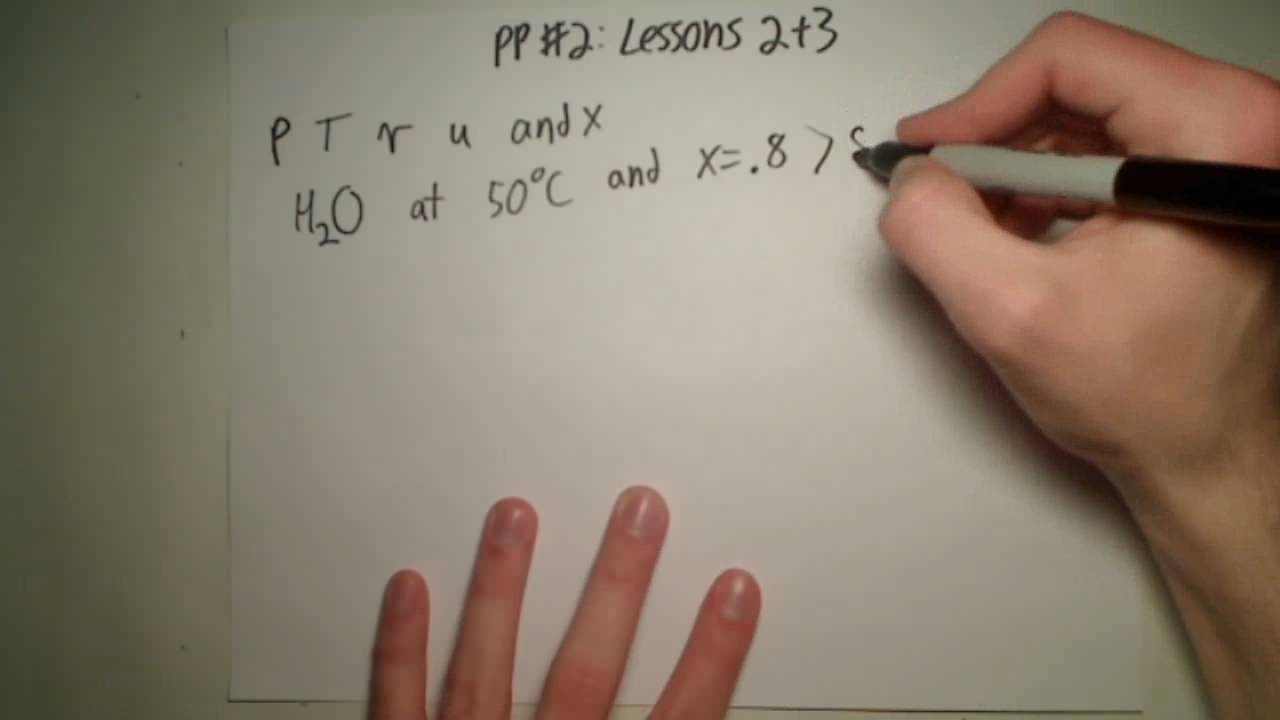 PP #2: Lessons 2+3
P T v u and x
H₂O at 50°C and x=.8 >